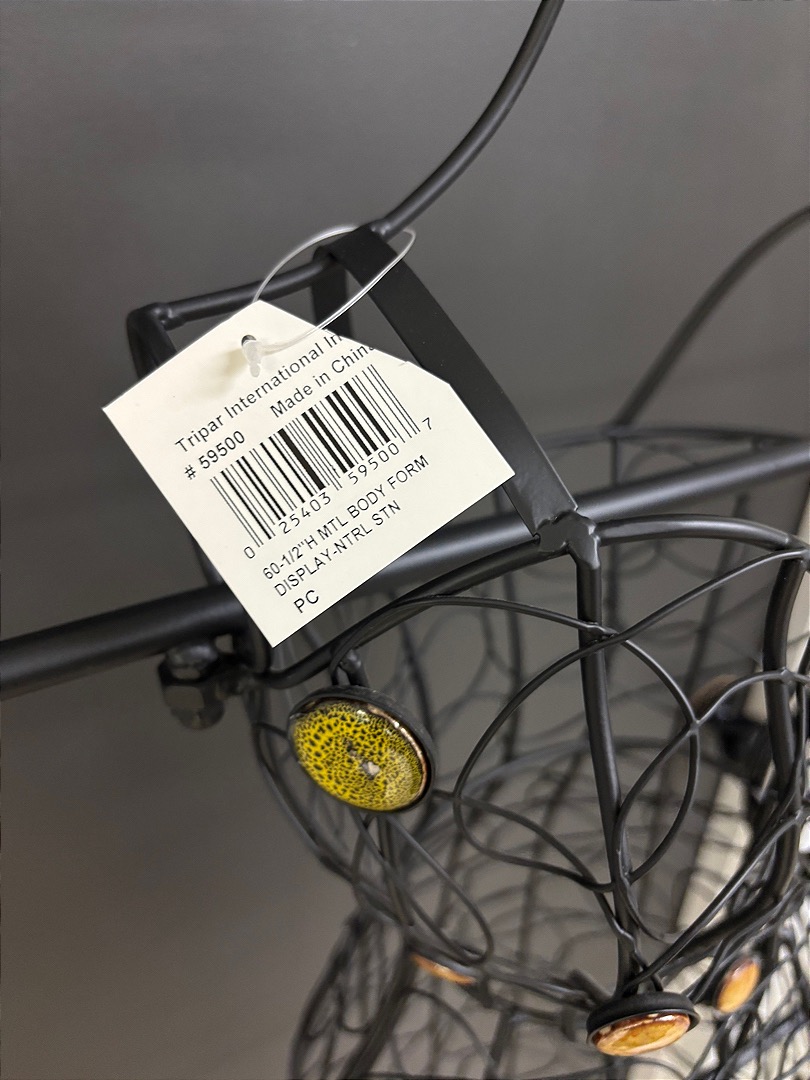 Tripar International In
Made in Chin
# 59500
0 25403 59500 7
60-1/2"H MTL BODY FORM
DISPLAY-NTRL STN
PC